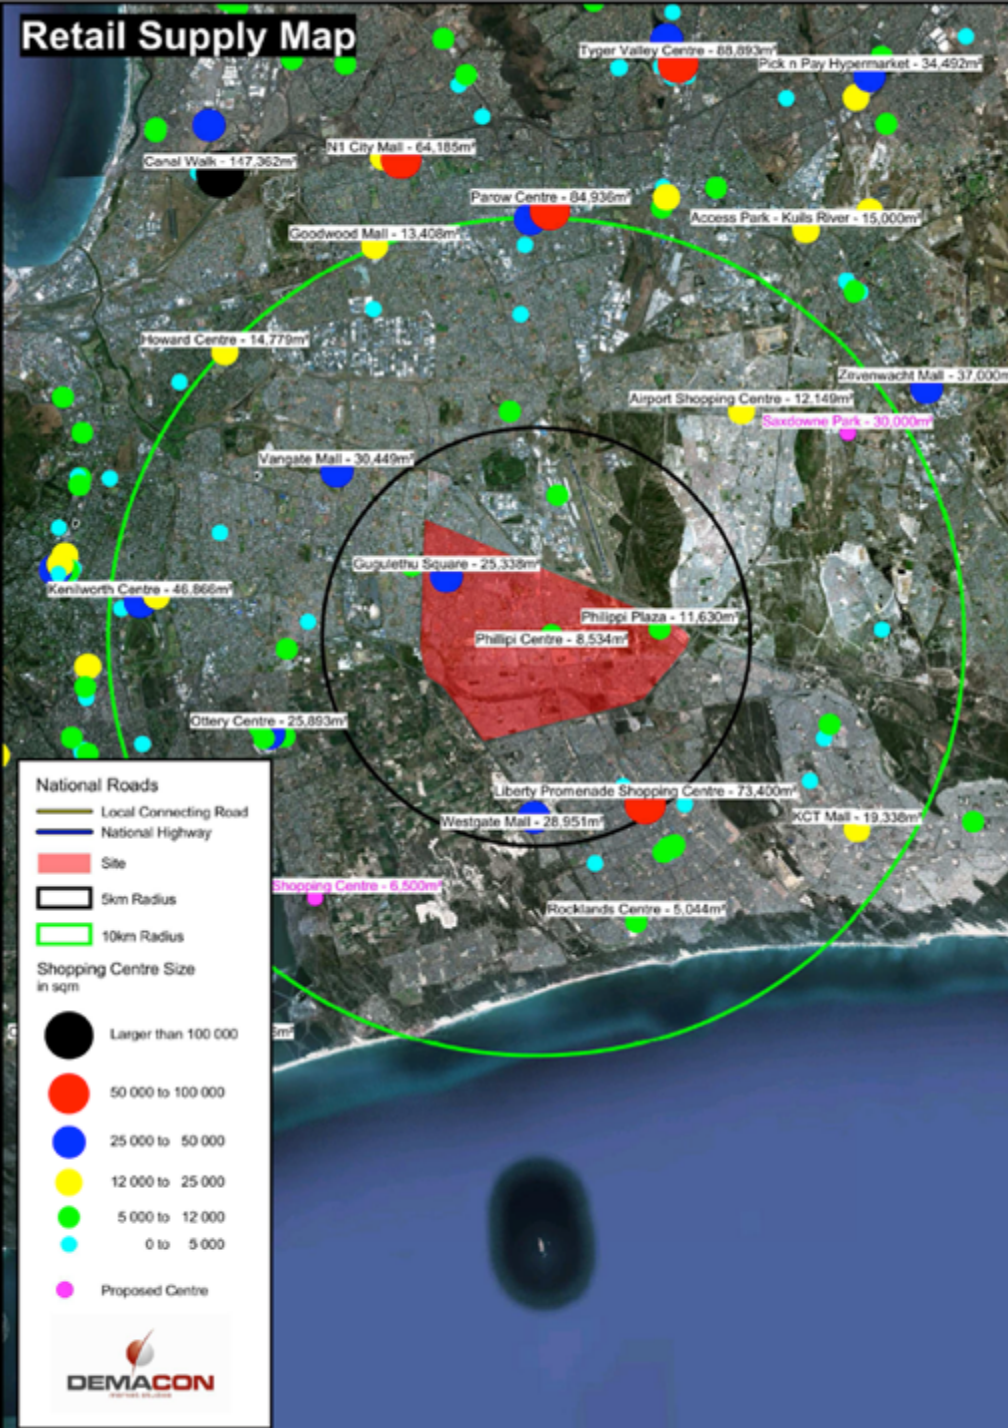 Retail Supply Map
Tyger Valley Centre - 88,893m²
Pick n Pay Hypermarket - 34,492m²
N1 City Mall - 64,185m²
Canal Walk - 147,362m²
Parow Centre - 84,936m²
Access Park - Kuils River - 15,000m²
Goodwood Mall - 13,408m²
Howard Centre - 14,779m²
Zevenwacht Mall - 37,000m
Airport Shopping Centre - 12,149m²
Saxdowne Park - 30,000m²
Vangate Mall - 30,449m²
Gugulethu Square - 25,338m²
Kenilworth Centre - 46,866m²
Philippi Plaza - 11,630m²
Phillipi Centre - 8,534m²
Ottery Centre - 25,893m²
Liberty Promenade Shopping Centre - 73,400m²
Westgate Mall - 28,951m²
KCT Mall - 19,338m²
Shopping Centre - 6,500m²
Rocklands Centre - 5,044m²
National Roads
Local Connecting Road
National Highway
Site
5km Radius
10km Radius
Shopping Centre Size
in sqm
Larger than 100 000
50 000 to 100 000
25 000 to 50 000
12 000 to 25 000
5 000 to 12 000
0 to 5 000
Proposed Centre
DEMACON